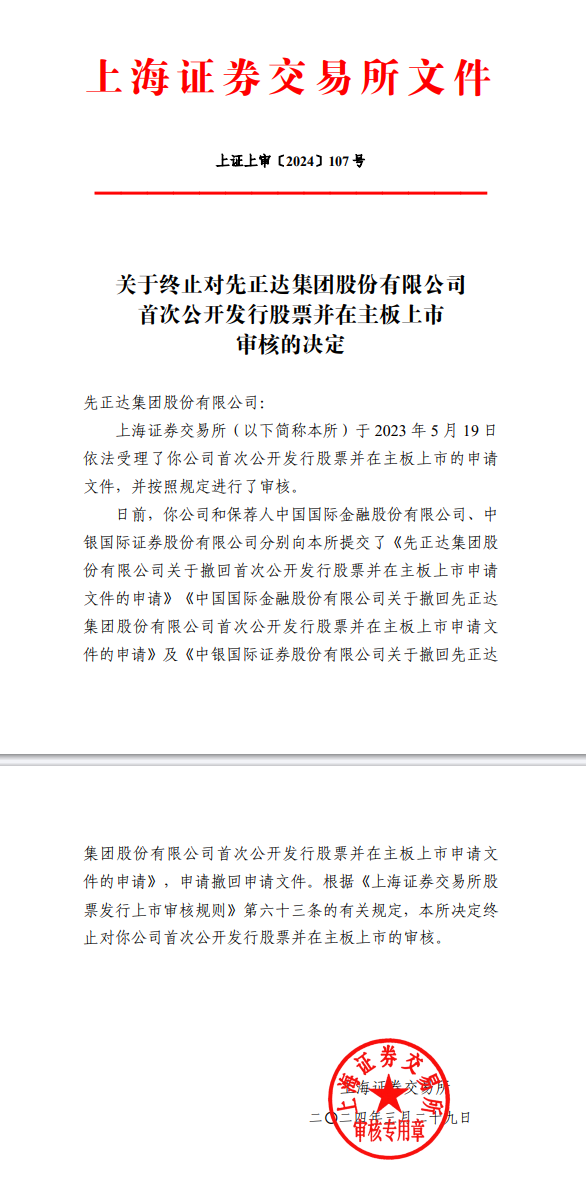 上海证券交易所文件
上证上审〔2024〕107号
关于终止对先正达集团股份有限公司
首次公开发行股票并在主板上市
审核的决定
先正达集团股份有限公司：
上海证券交易所（以下简称本所）于 2023 年 5 月 19 日
依法受理了你公司首次公开发行股票并在主板上市的申请
文件，并按照规定进行了审核。
日前，你公司和保荐人中国国际金融股份有限公司、中
银国际证券股份有限公司分别向本所提交了《先正达集团股
份有限公司关于撤回首次公开发行股票并在主板上市申请
文件的申请》《中国国际金融股份有限公司关于撤回先正达
集团股份有限公司首次公开发行股票并在主板上市申请文
件的申请》及《中银国际证券股份有限公司关于撤回先正达
集团股份有限公司首次公开发行股票并在主板上市申请文
件的申请》，申请撤回申请文件。根据《上海证券交易所股
票发行上市审核规则》第六十三条的有关规定，本所决定终
止对你公司首次公开发行股票并在主板上市的审核。
上海证券交易所
上海证券交易所
二〇二四年三月二十九日
审核专用章